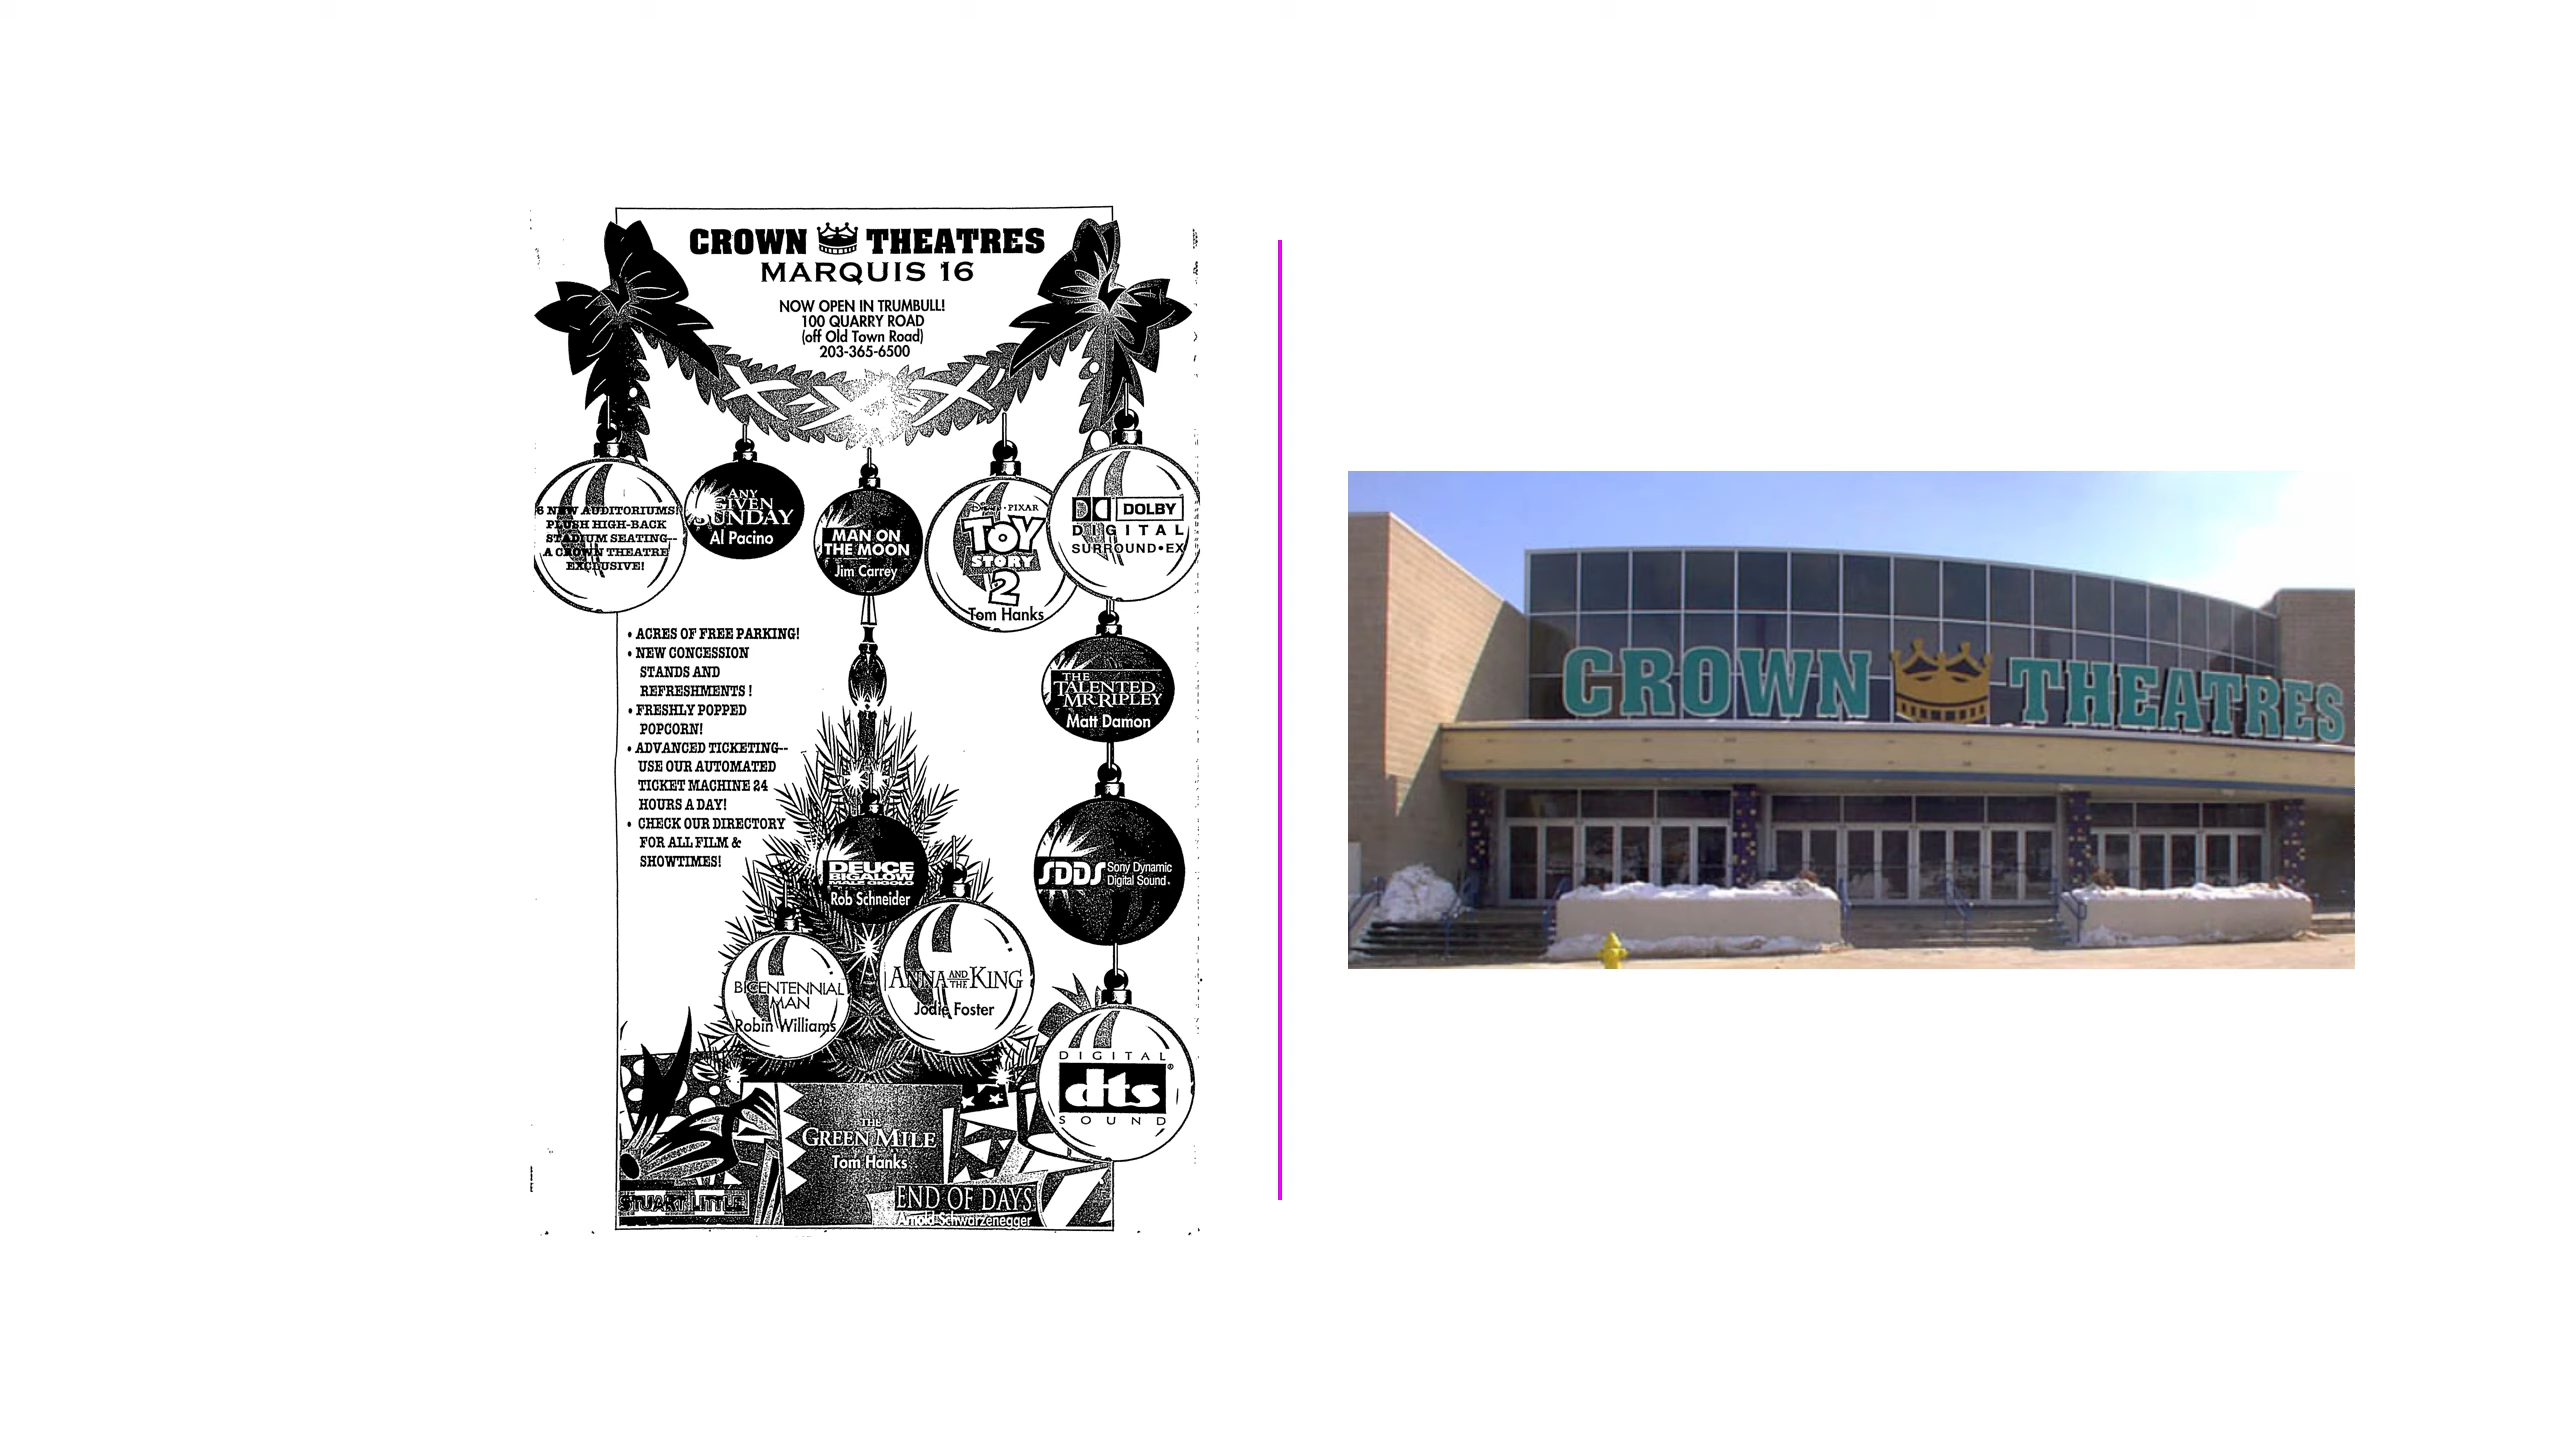 CROWN THEATRES
MARQUIS 16
NOW OPEN IN TRUMBULL!
100 QUARRY ROAD
(off Old Town Road)
203-365-6500
NEW AUDITORIUMS!
PLUSH HIGH-BACK
STADIUM SEATING--
A CROWN THEATRE
EXCLUSIVE!
ANY
GIVEN
SUNDAY
Al Pacino
MAN ON
THE MOON
Jim Carrey
Disney • PIXAR
TOY
STORY
2
Tom Hanks
DOLBY
DIGITAL
SURROUND•EX
• ACRES OF FREE PARKING!
• NEW CONCESSION
STANDS AND
REFRESHMENTS !
• FRESHLY POPPED
POPCORN!
• ADVANCED TICKETING--
USE OUR AUTOMATED
TICKET MACHINE 24
HOURS A DAY!
• CHECK OUR DIRECTORY
FOR ALL FILM &
SHOWTIMES!
THE
TALENTED
MR. RIPLEY
Matt Damon
SDDS Sony Dynamic
Digital Sound.
DEUCE
BIGALOW
MALE GIGOLO
Rob Schneider
BICENTENNIAL
MAN
Robin Williams
ANNA AND THE KING
Jodie Foster
DIGITAL
dts®
SOUND
THE
GREEN MILE
Tom Hanks
STUART LITTLE
END OF DAYS
Arnold Schwarzenegger
CROWN THEATRES